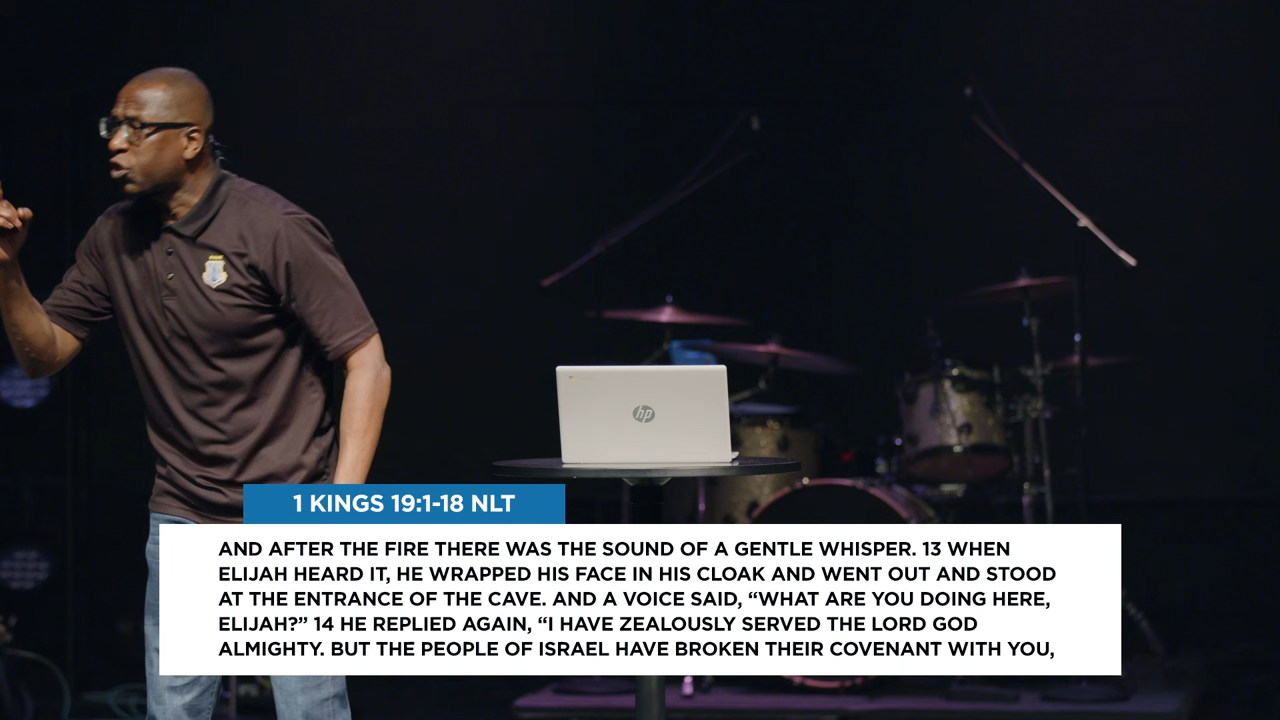 hp
1 KINGS 19:1-18 NLT
AND AFTER THE FIRE THERE WAS THE SOUND OF A GENTLE WHISPER. 13 WHEN
ELIJAH HEARD IT, HE WRAPPED HIS FACE IN HIS CLOAK AND WENT OUT AND STOOD
AT THE ENTRANCE OF THE CAVE. AND A VOICE SAID, “WHAT ARE YOU DOING HERE,
ELIJAH?” 14 HE REPLIED AGAIN, “I HAVE ZEALOUSLY SERVED THE LORD GOD
ALMIGHTY. BUT THE PEOPLE OF ISRAEL HAVE BROKEN THEIR COVENANT WITH YOU,